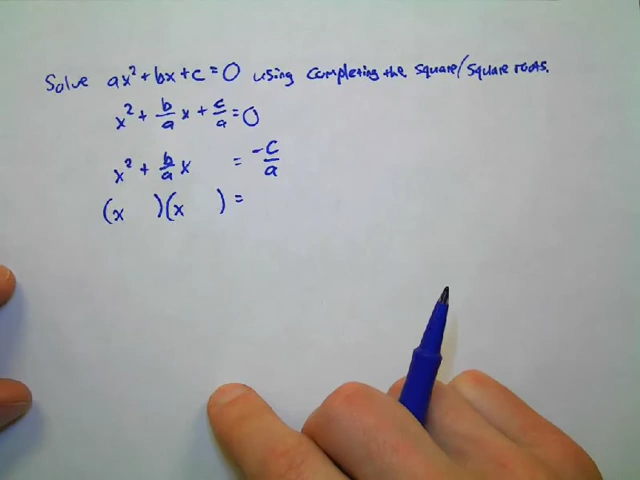 Solve ax² + bx + c = 0 using completing the square/square roots.
x² + b/a x + c/a = 0
x² + b/a x = -c/a
(x )(x ) =